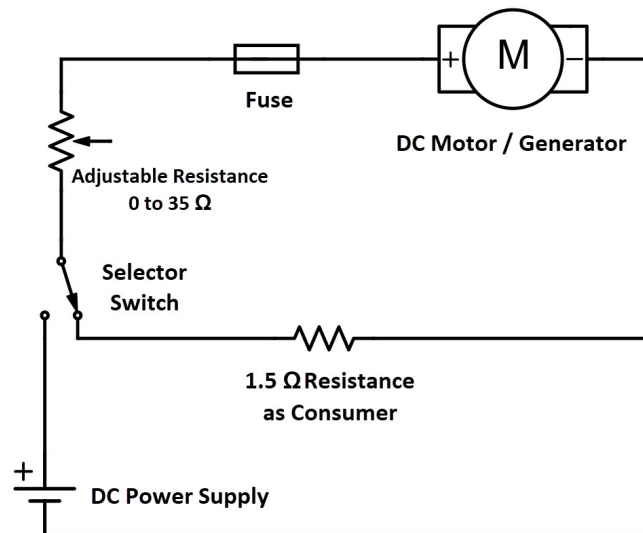 + M −
Fuse
DC Motor / Generator
Adjustable Resistance
0 to 35 Ω
Selector
Switch
1.5 Ω Resistance
as Consumer
+
DC Power Supply